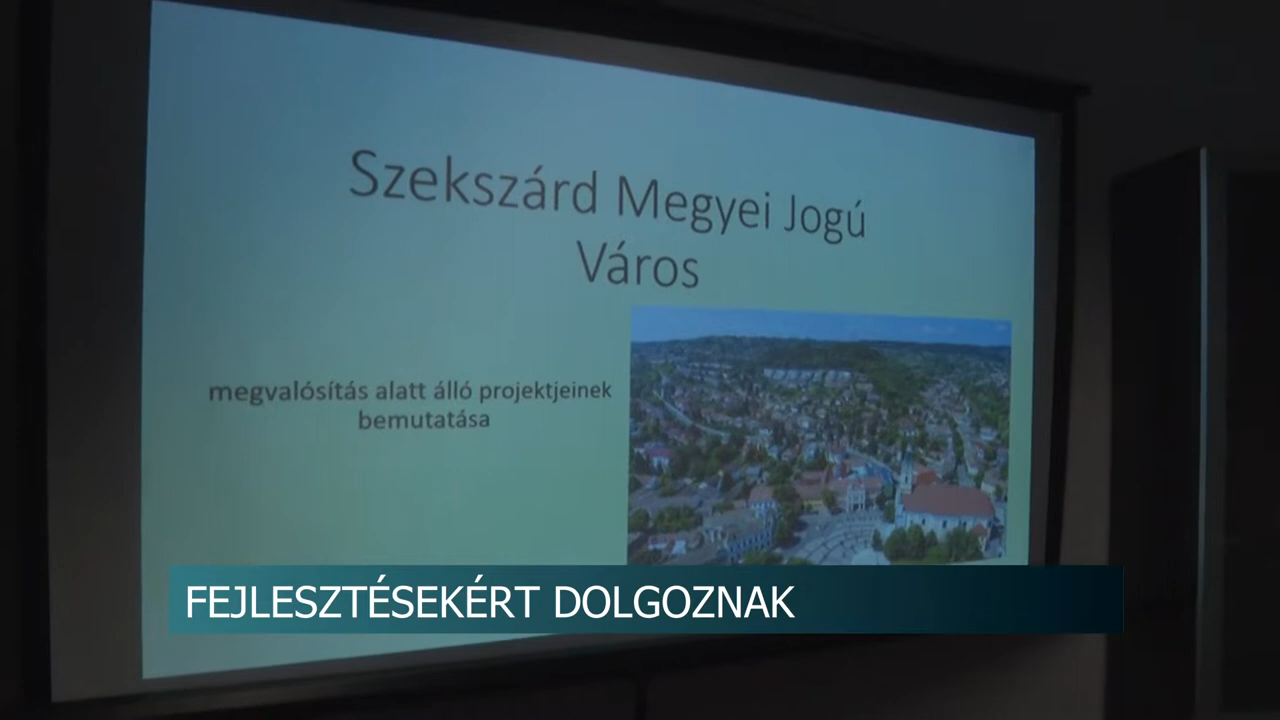 Szekszárd Megyei Jogú
Város
megvalósítás alatt álló projektjeinek
bemutatása
FEJLESZTÉSEKÉRT DOLGOZNAK